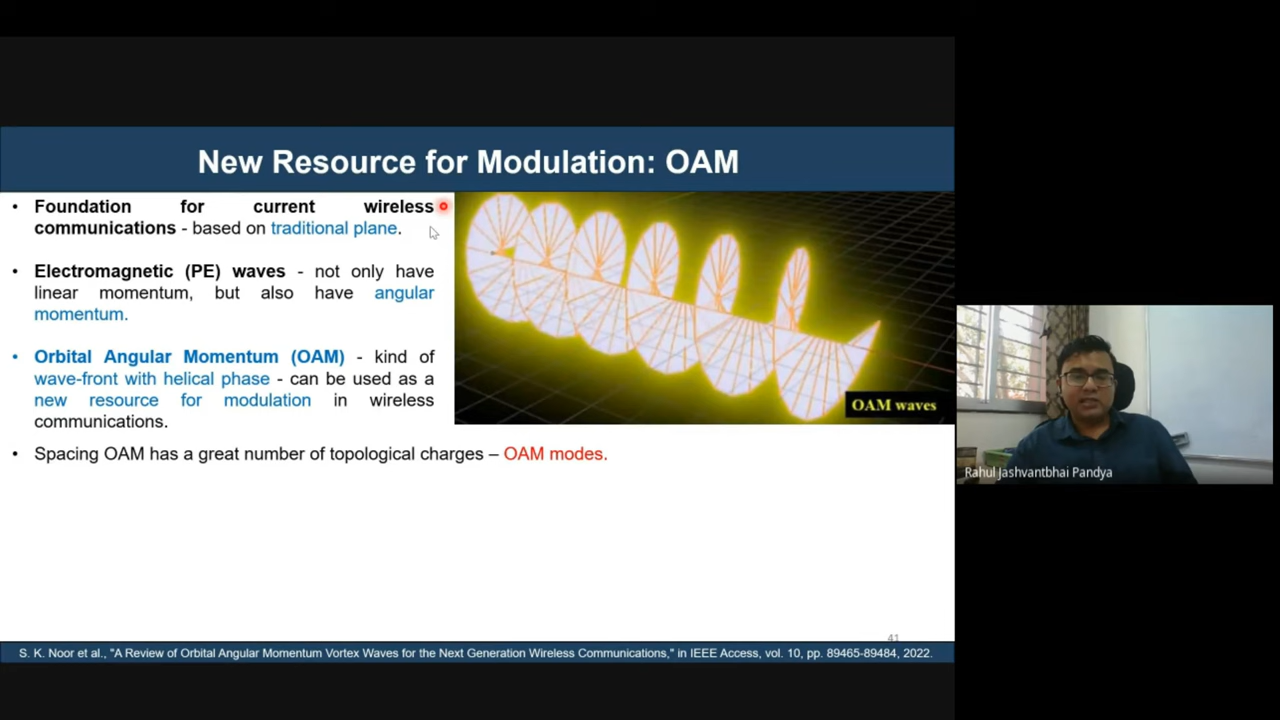 New Resource for Modulation: OAM
• Foundation for current wireless
communications - based on traditional plane.
• Electromagnetic (PE) waves - not only have
linear momentum, but also have angular
momentum.
• Orbital Angular Momentum (OAM) - kind of
wave-front with helical phase - can be used as a
new resource for modulation in wireless
communications.
• Spacing OAM has a great number of topological charges – OAM modes.
OAM waves
41
S. K. Noor et al., "A Review of Orbital Angular Momentum Vortex Waves for the Next Generation Wireless Communications," in IEEE Access, vol. 10, pp. 89465-89484, 2022.
Rahul Jashvantbhai Pandya